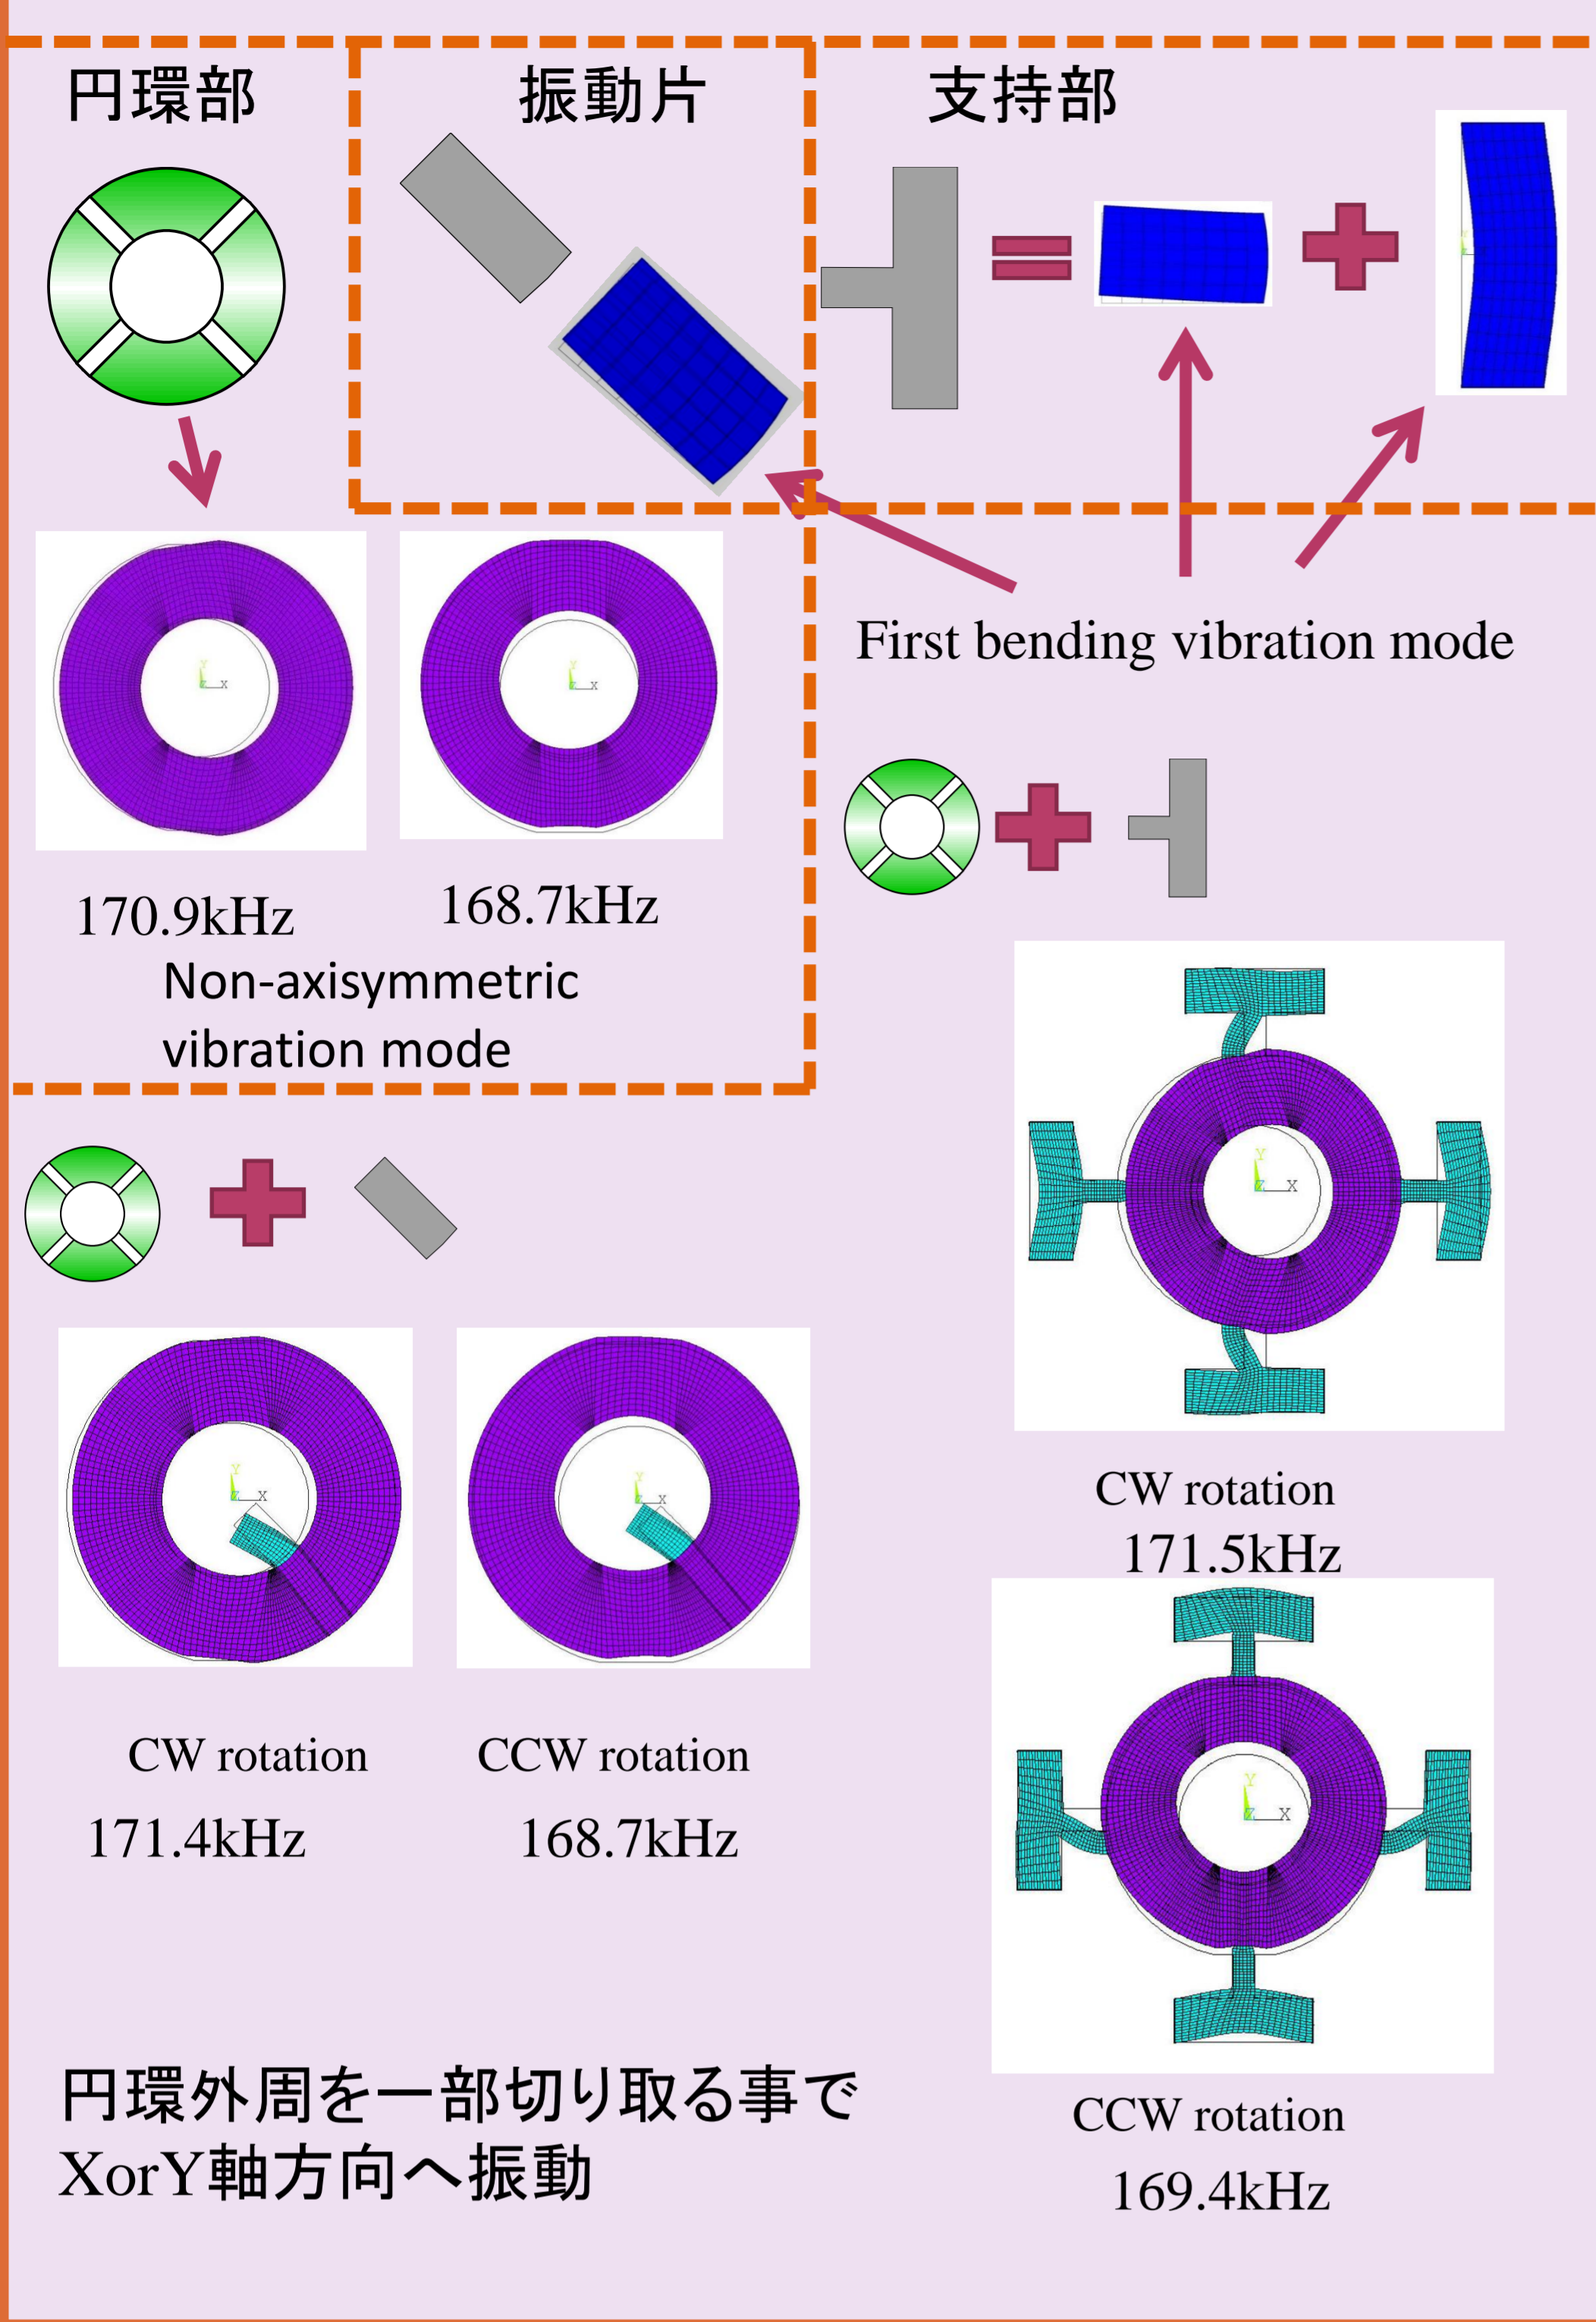 円環部
振動片
支持部
First bending vibration mode
170.9kHz
168.7kHz
Non-axisymmetric
vibration mode
CW rotation
171.5kHz
CW rotation
CCW rotation
171.4kHz
168.7kHz
円環外周を一部切り取る事で
XorY軸方向へ振動
CCW rotation
169.4kHz